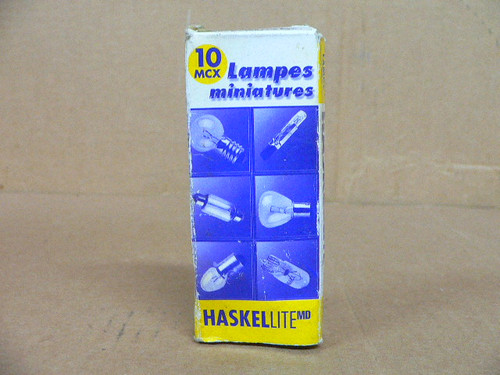 10
MCX
Lampes
miniatures
HASKELLITE MD